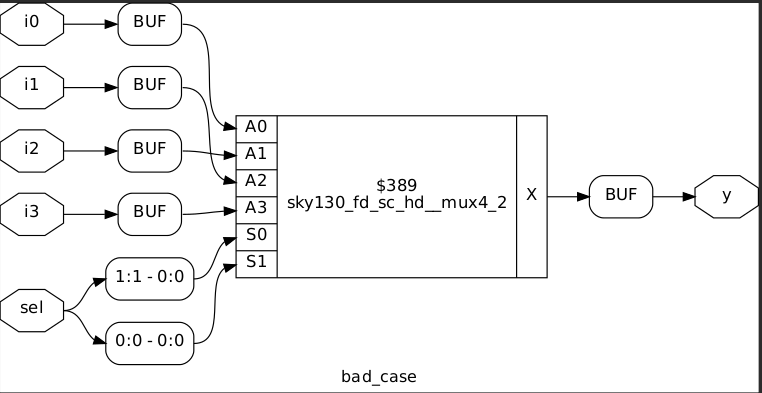 i0
BUF
i1
BUF
i2
BUF
i3
BUF
sel
1:1 - 0:0
0:0 - 0:0
A0
A1
A2
A3
S0
S1
$389
sky130_fd_sc_hd__mux4_2
X
BUF
y
bad_case